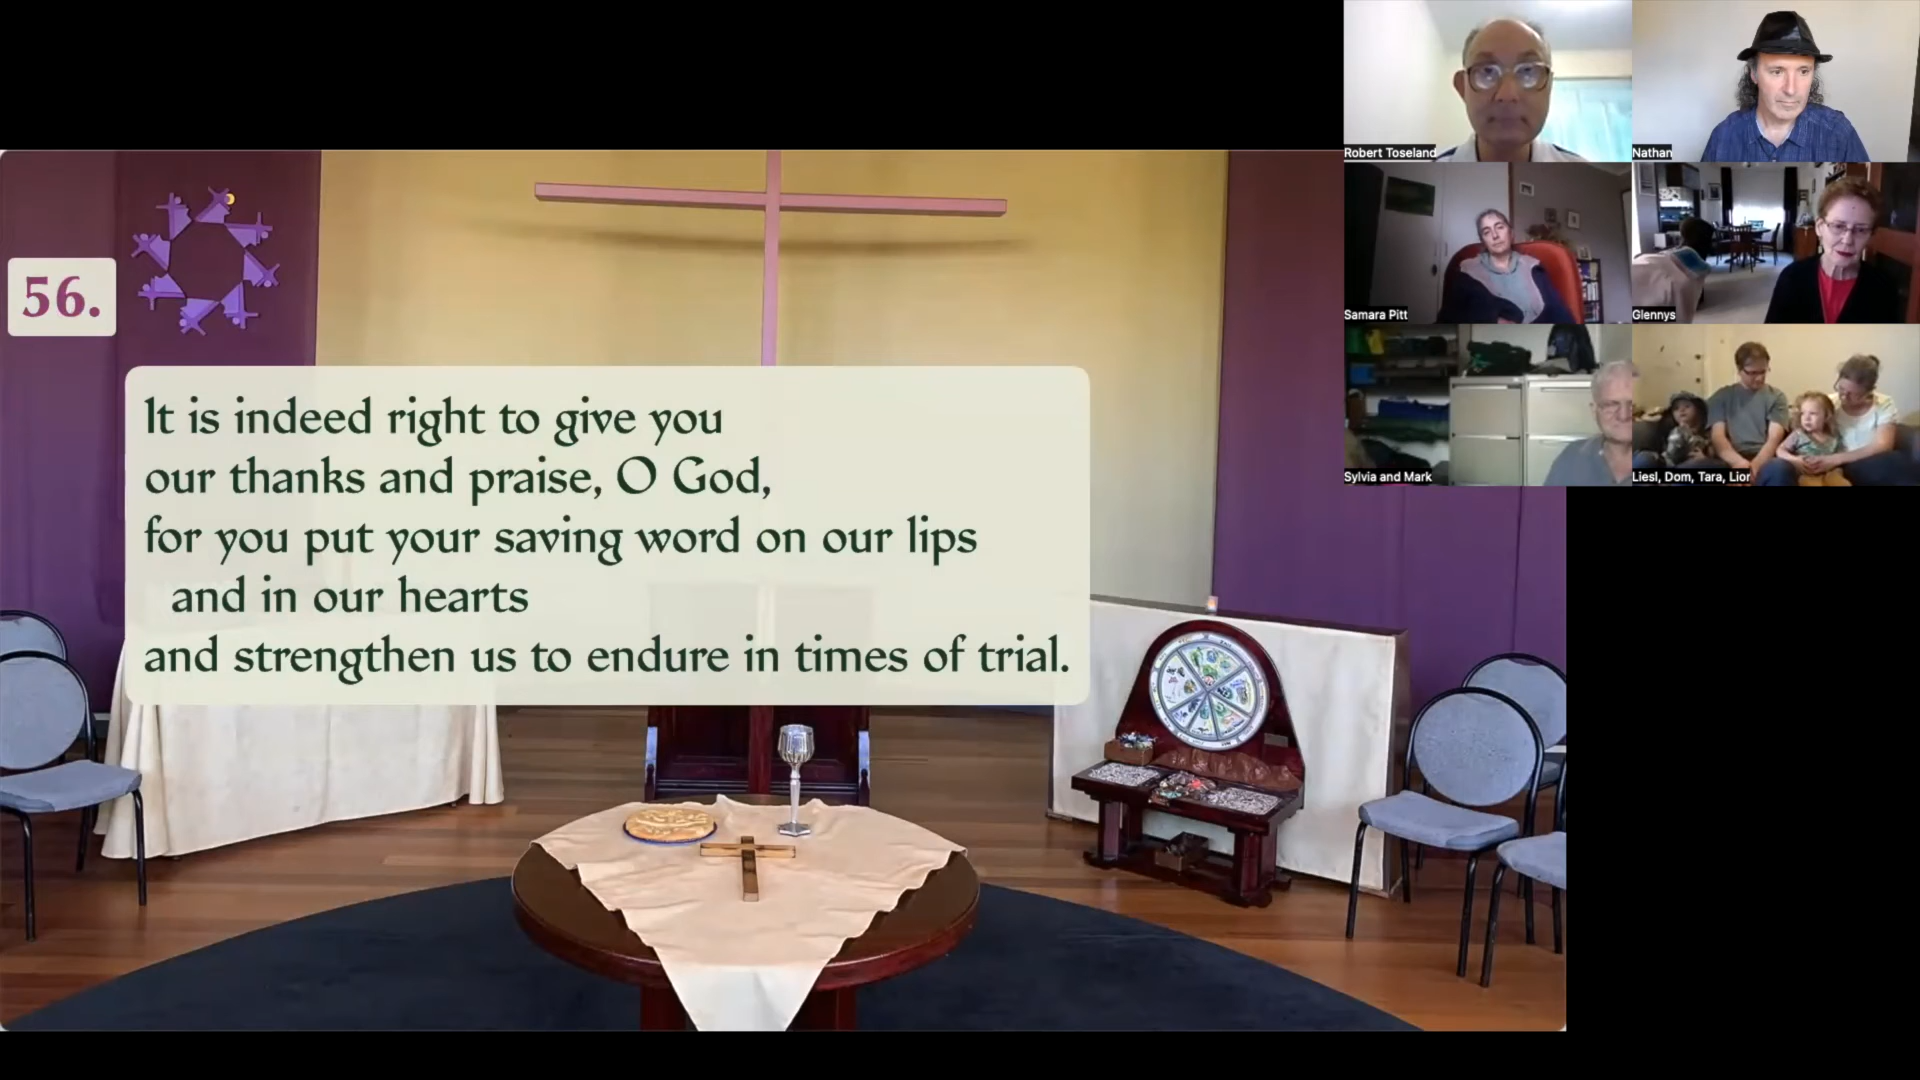 Robert Toseland
Nathan
Samara Pitt
Glennys
Sylvia and Mark
Liesl, Dom, Tara, Lior
56.
It is indeed right to give you
our thanks and praise, O God,
for you put your saving word on our lips
and in our hearts
and strengthen us to endure in times of trial.